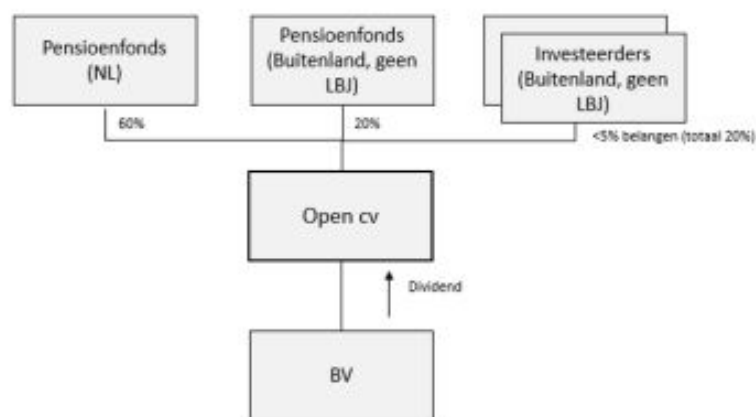 Pensioenfonds
(NL)
Pensioenfonds
(Buitenland, geen
LBJ)
Investeerders
(Buitenland, geen
LBJ)
60%
20%
<5% belangen (totaal 20%)
Open cv
Dividend
BV